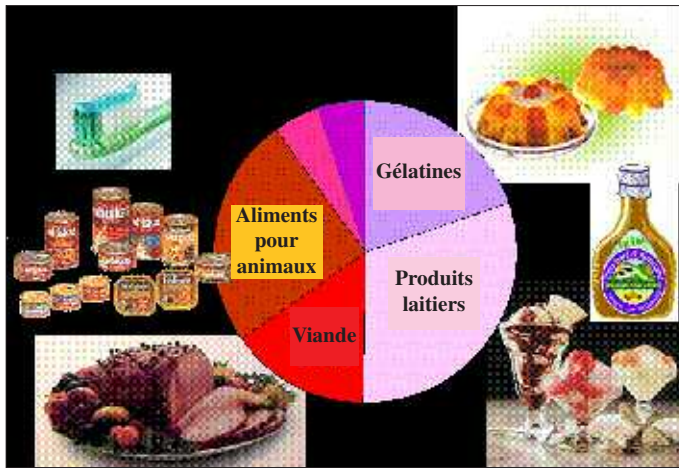 Gélatines
Aliments
pour
animaux
Produits
laitiers
Viande